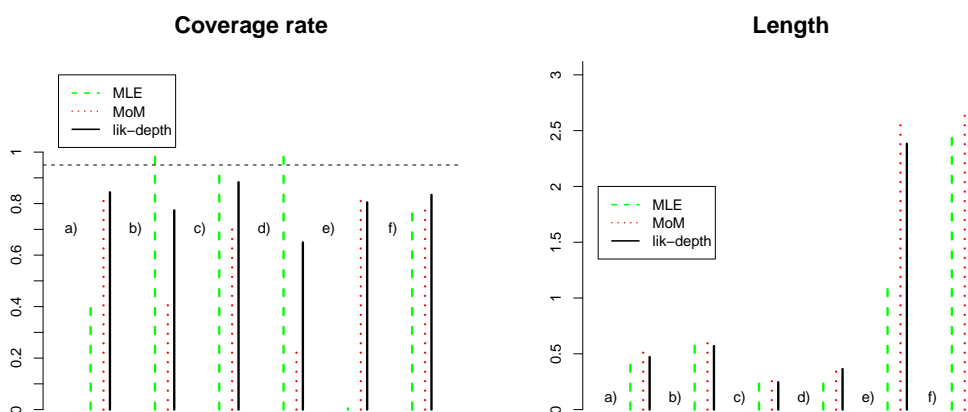 Coverage rate
MLE
MoM
lik−depth
1
0.8
0.6
0.4
0.2
0
a)
b)
c)
d)
e)
f)
Length
3
2.5
2
1.5
1
0.5
0
MLE
MoM
lik−depth
a)
b)
c)
d)
e)
f)